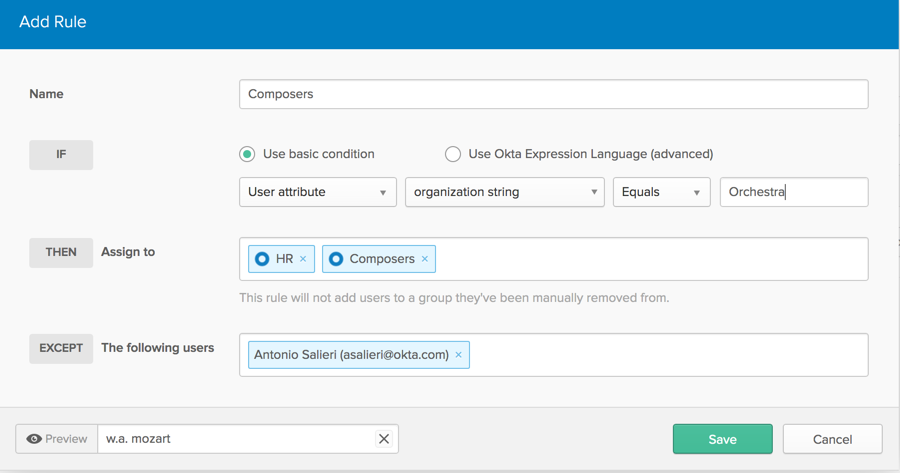 Add Rule
Name
Composers
IF
Use basic condition
Use Okta Expression Language (advanced)
User attribute
organization string
Equals
Orchestra
THEN
Assign to
HR ×
Composers ×
This rule will not add users to a group they've been manually removed from.
EXCEPT
The following users
Antonio Salieri (asalieri@okta.com) ×
Preview
w.a. mozart
Save
Cancel